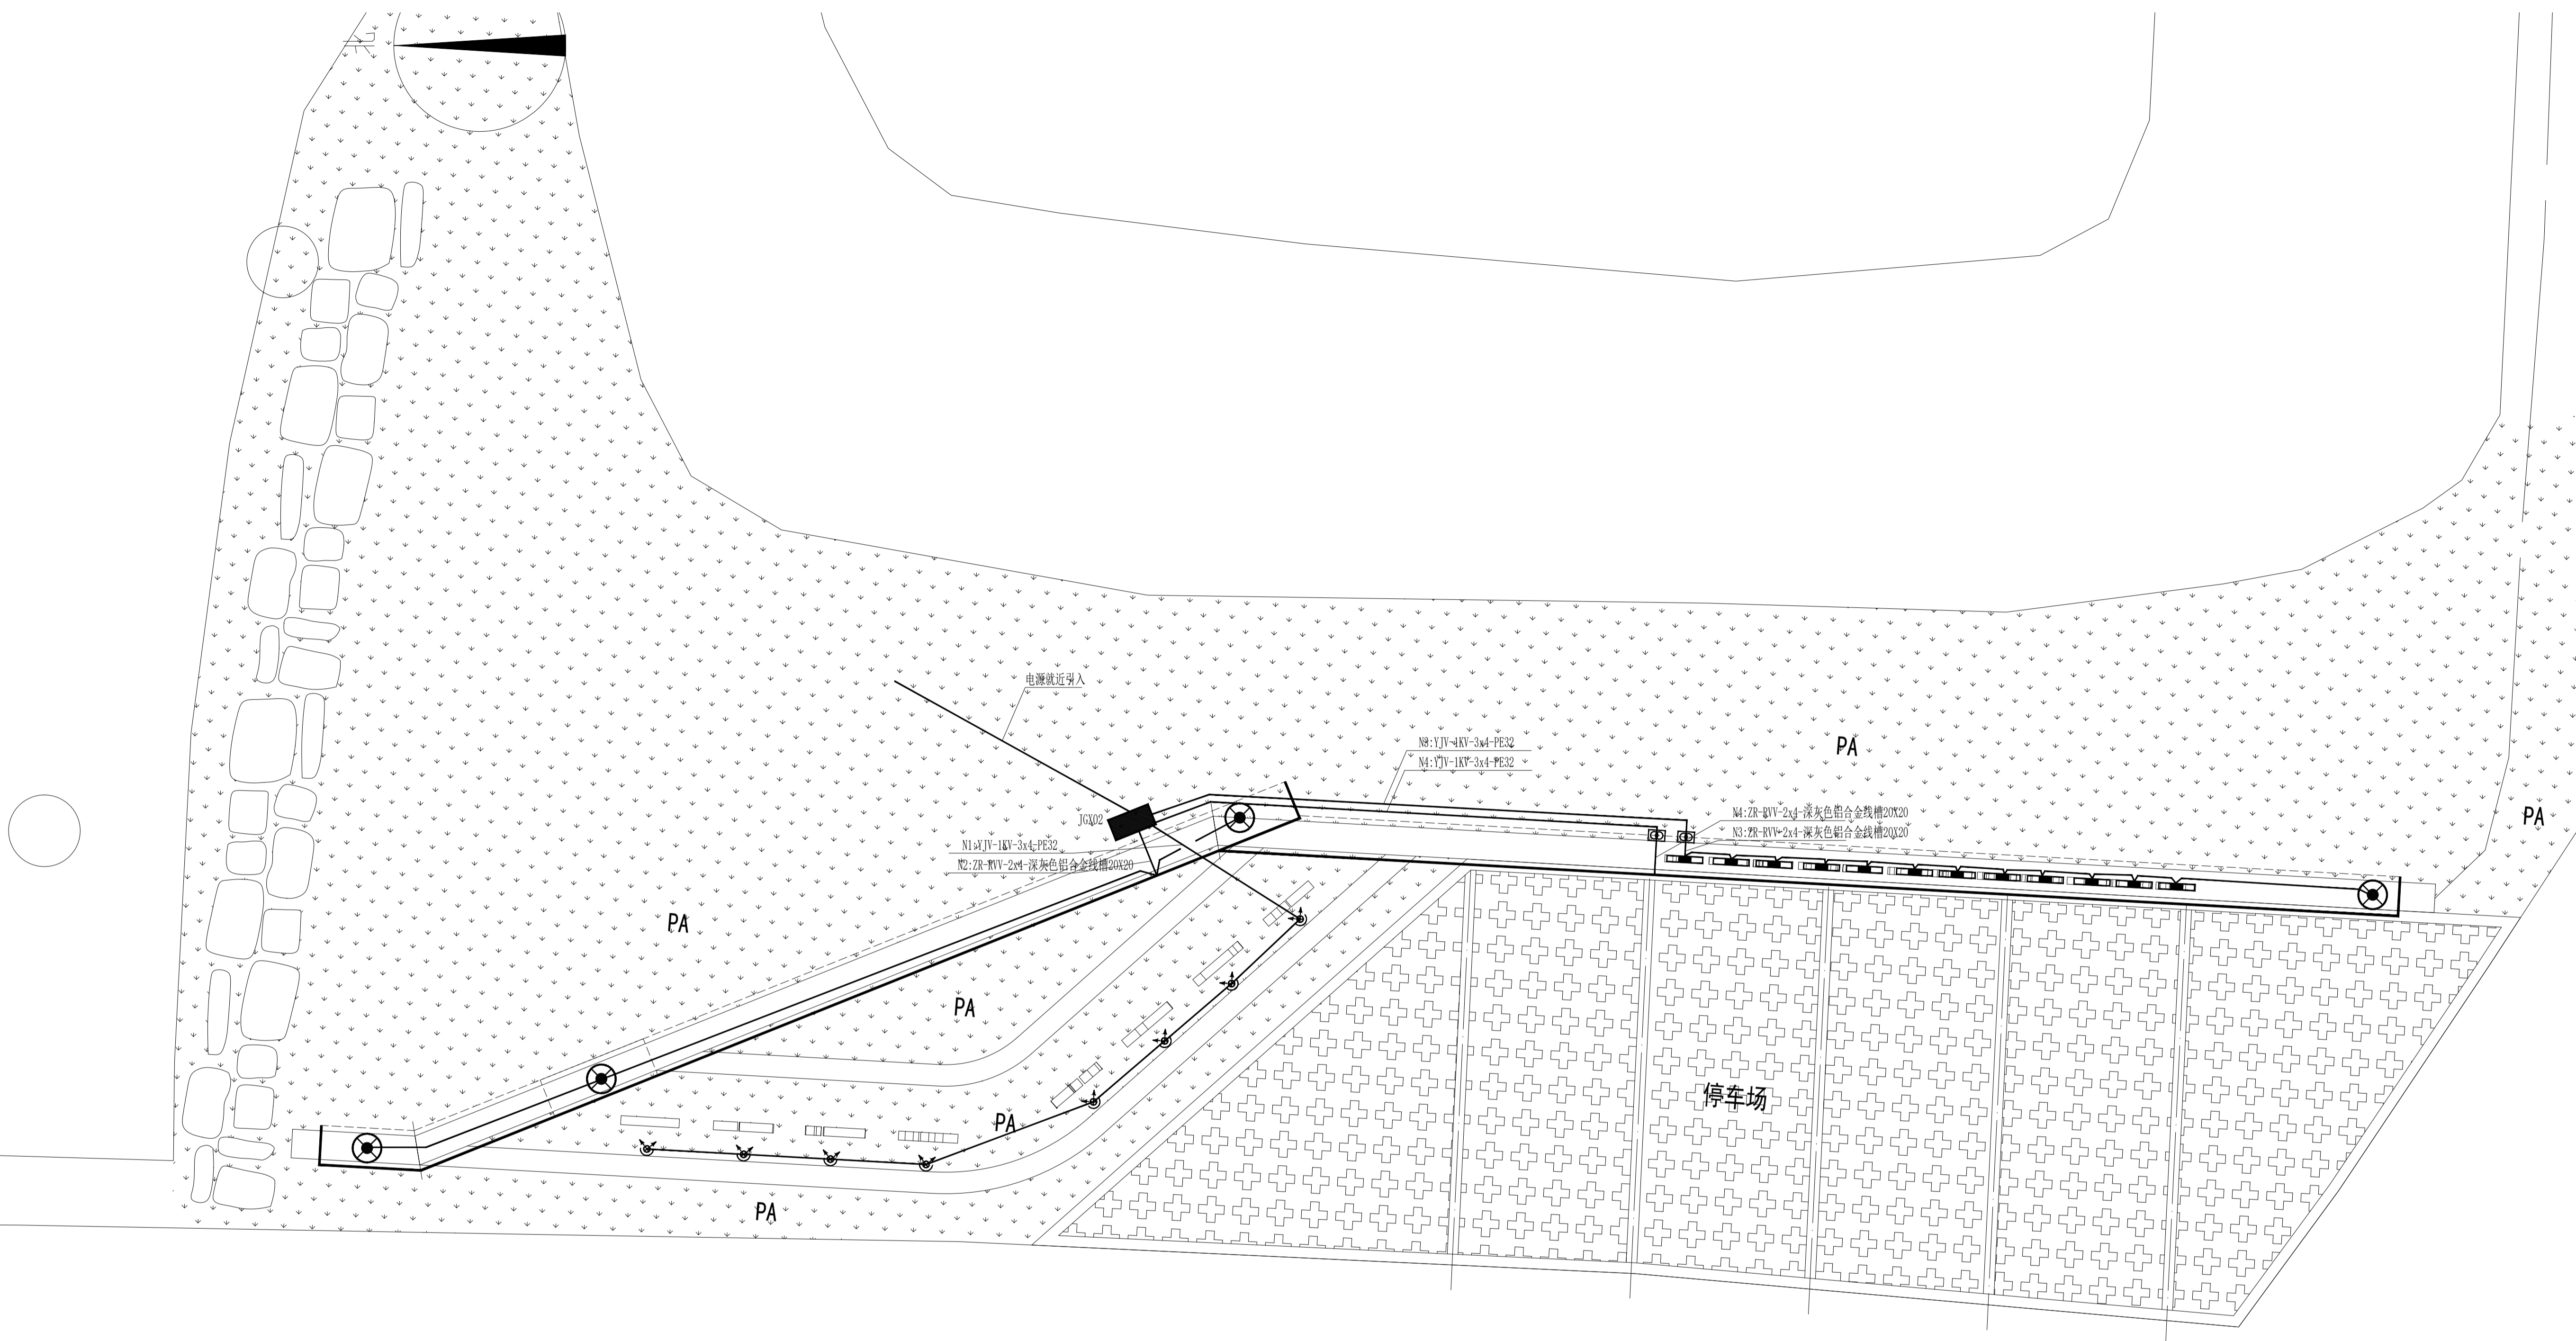 北
电源就近引入
N3:YJV-1KV-3x4-PE32
N4:YJV-1KV-3x4-PE32
PA
JGX02
N4:ZR-RVV-2x4-深灰色铝合金线槽20X20
N3:ZR-RVV-2x4-深灰色铝合金线槽20X20
PA
N1:YJV-1KV-3x4-PE32
N2:ZR-RVV-2x4-深灰色铝合金线槽20X20
PA
PA
停车场
PA
PA